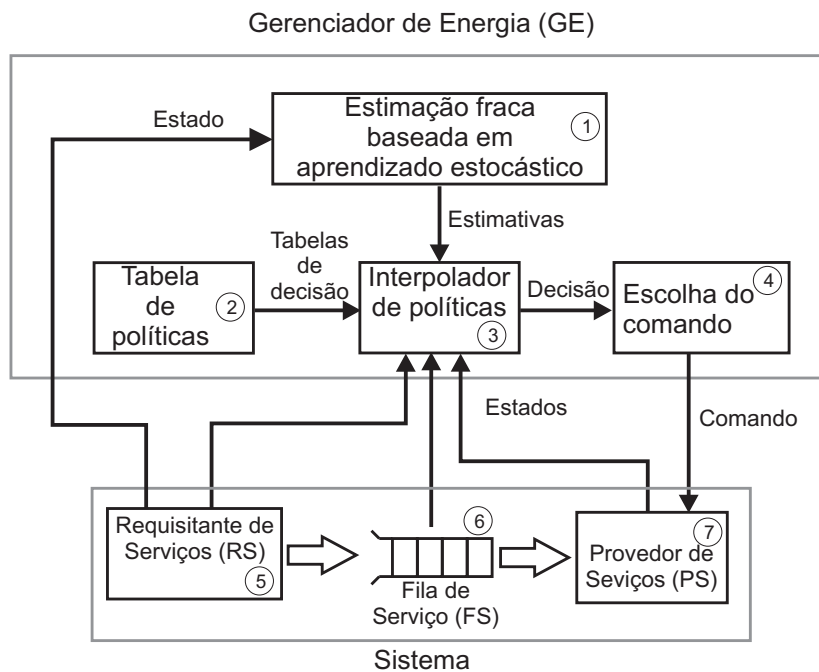 Gerenciador de Energia (GE)
Estado
Estimação fraca
baseada em
aprendizado estocástico
1
Estimativas
Tabelas
de
decisão
Tabela
de
políticas
2
Interpolador
de políticas
3
Decisão
Escolha do
comando
4
Estados
Comando
Requisitante de
Serviços (RS)
5
6
Fila de
Serviço (FS)
7
Provedor de
Seviços (PS)
Sistema